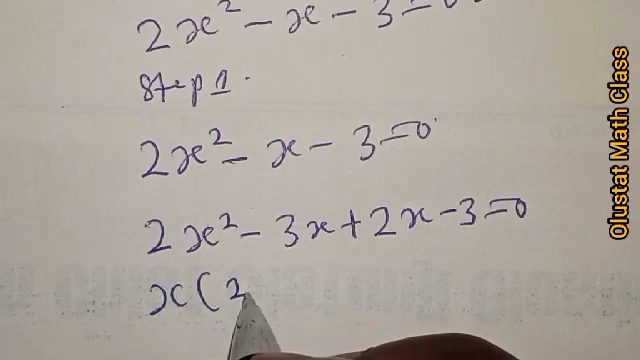 2x² - x - 3 = 0
Step 1.
2x² - x - 3 = 0
2x² - 3x + 2x - 3 = 0
x(2
Olustat Math Class